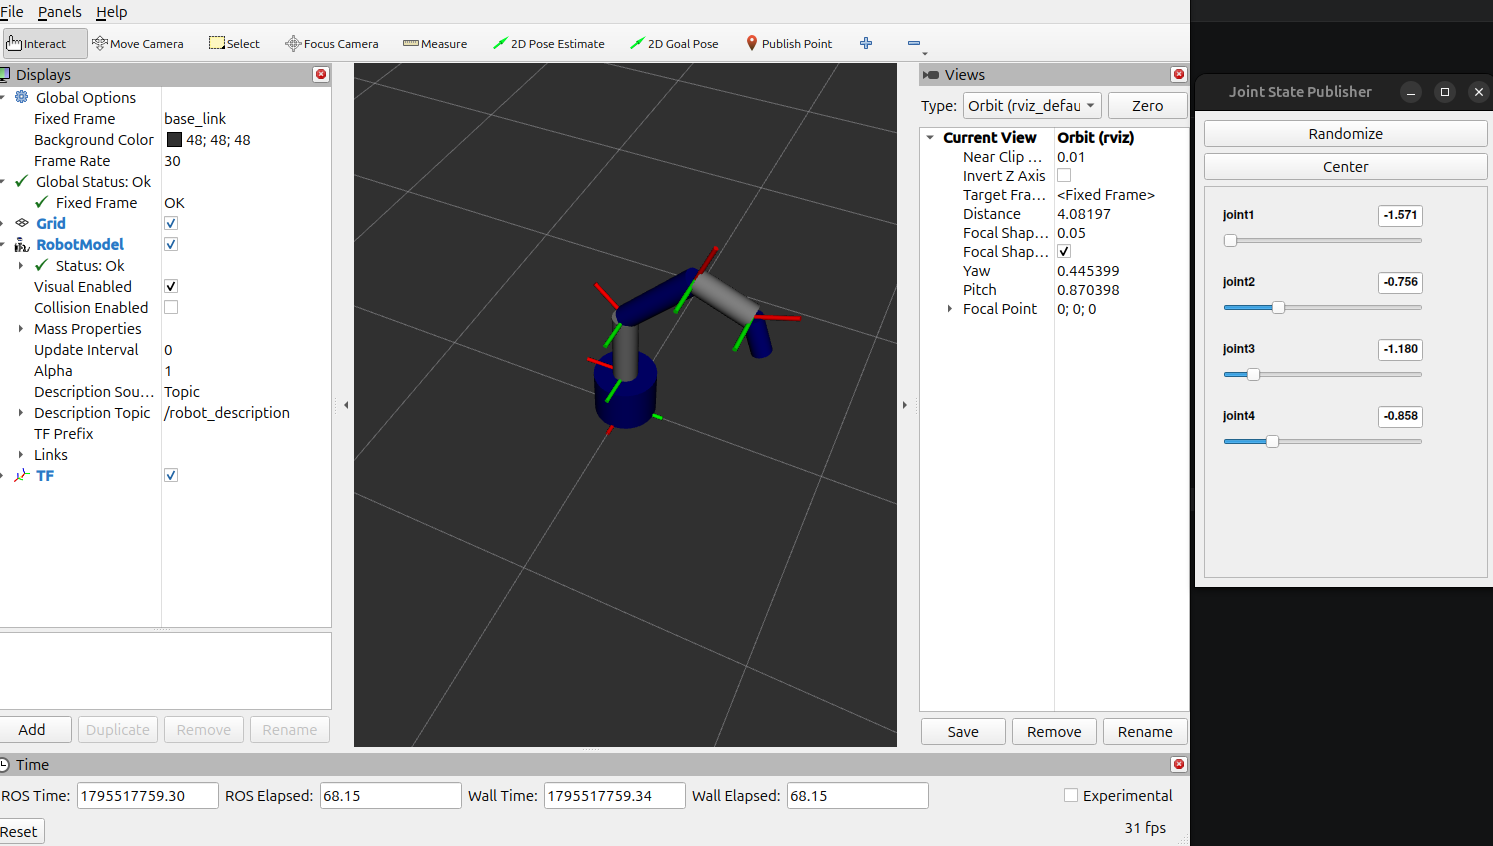 File Panels Help
Interact Move Camera Select Focus Camera Measure 2D Pose Estimate 2D Goal Pose Publish Point
Displays
Global Options
Fixed Frame base_link
Background Color 48; 48; 48
Frame Rate 30
Global Status: Ok
Fixed Frame OK
Grid
RobotModel
Status: Ok
Visual Enabled
Collision Enabled
Mass Properties
Update Interval 0
Alpha 1
Description Sou... Topic
Description Topic /robot_description
TF Prefix
Links
TF
Add Duplicate Remove Rename
Views
Type: Orbit (rviz_defau Zero
Current View Orbit (rviz)
Near Clip ... 0.01
Invert Z Axis
Target Fra... <Fixed Frame>
Distance 4.08197
Focal Shap... 0.05
Focal Shap...
Yaw 0.445399
Pitch 0.870398
Focal Point 0; 0; 0
Save Remove Rename
Time
ROS Time: 1795517759.30 ROS Elapsed: 68.15 Wall Time: 1795517759.34 Wall Elapsed: 68.15 Experimental
Reset 31 fps
Joint State Publisher
Randomize
Center
joint1 -1.571
joint2 -0.756
joint3 -1.180
joint4 -0.858